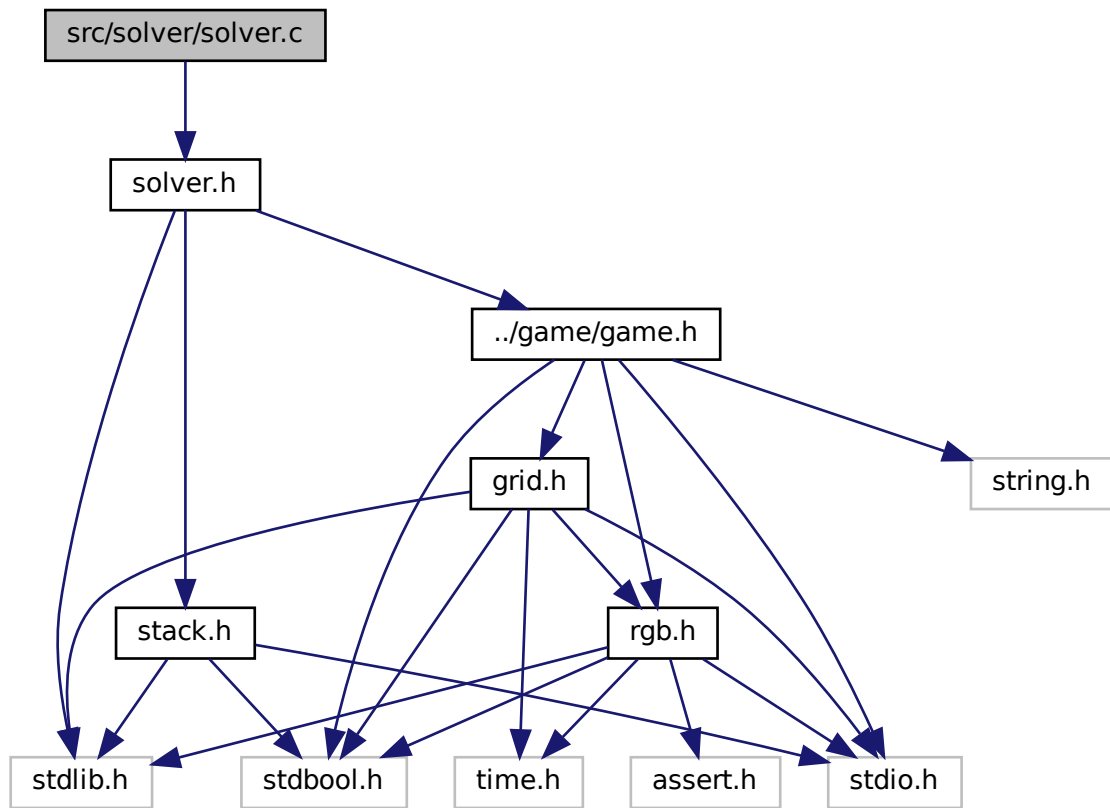 src/solver/solver.c
solver.h
../game/game.h
grid.h
string.h
stack.h
rgb.h
stdlib.h
stdbool.h
time.h
assert.h
stdio.h